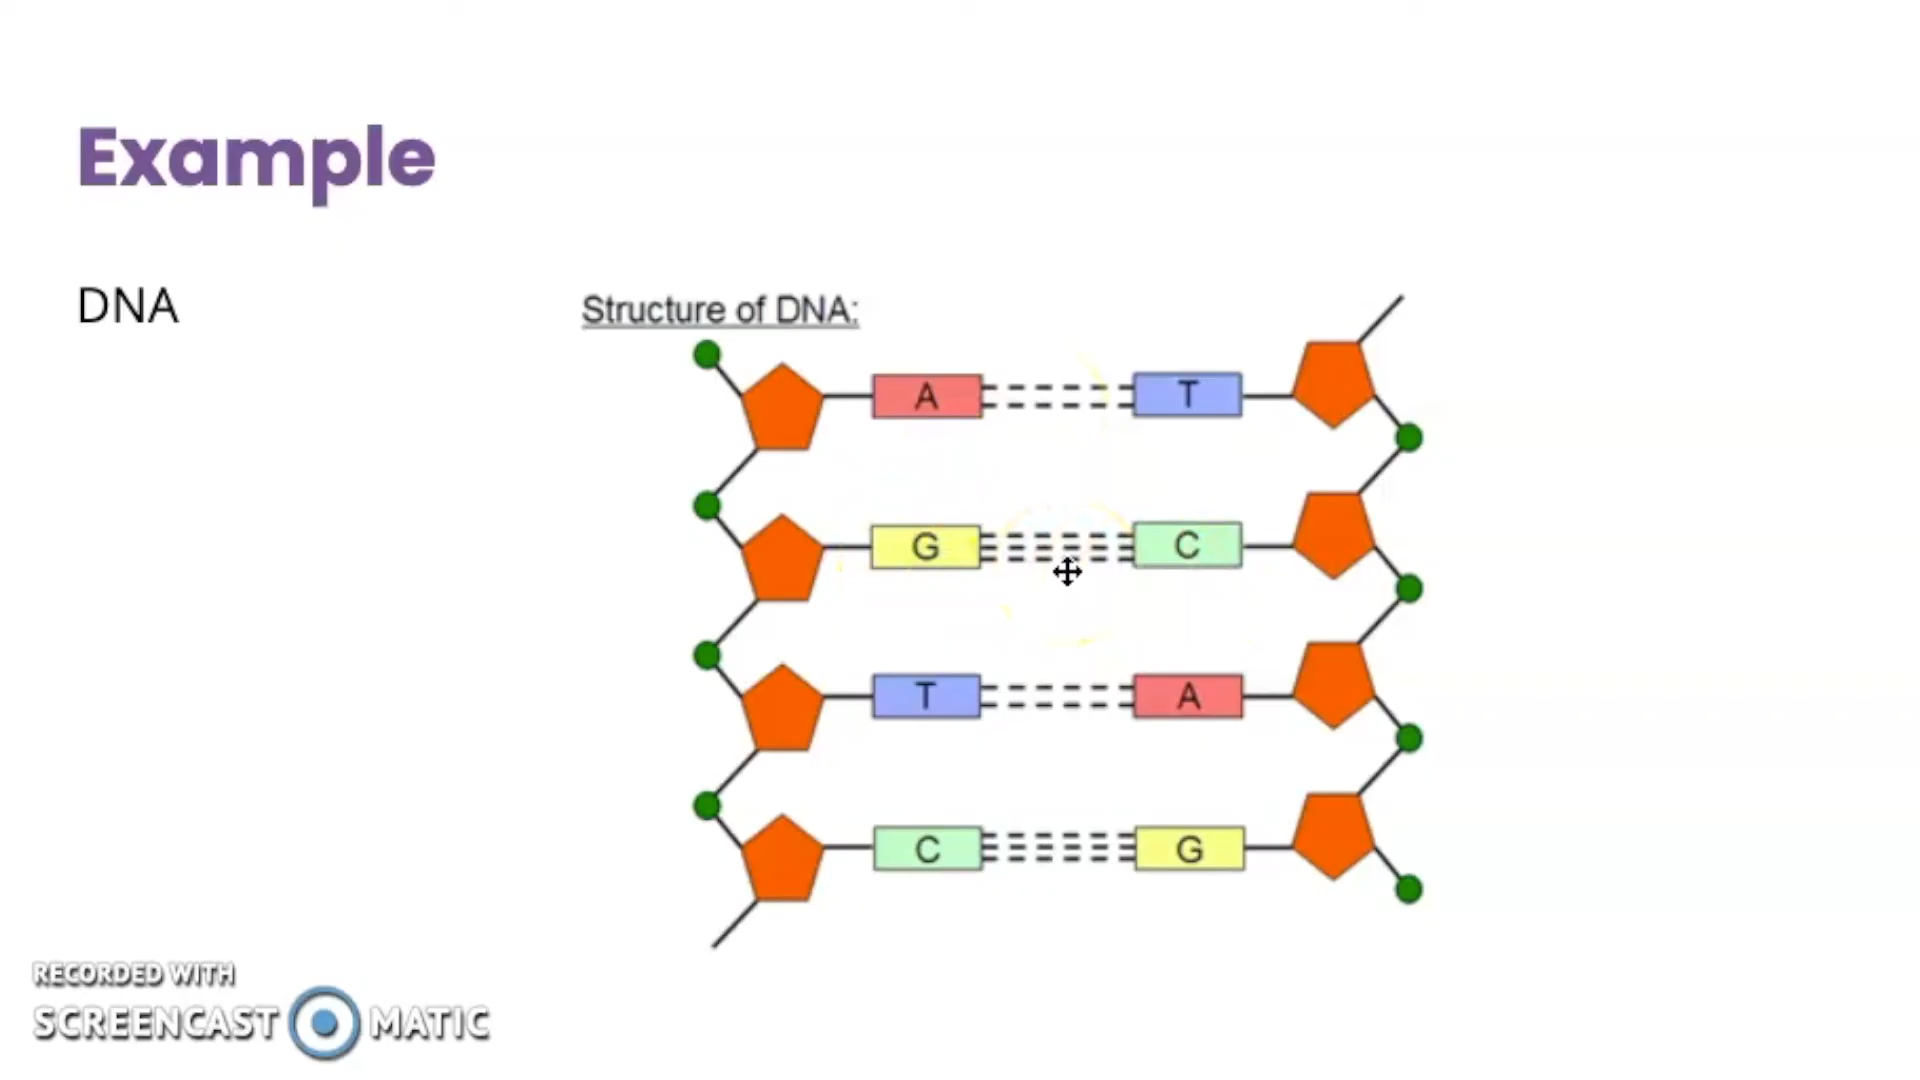 Example
DNA
Structure of DNA:
A T
G C
T A
C G
RECORDED WITH
SCREENCAST MATIC